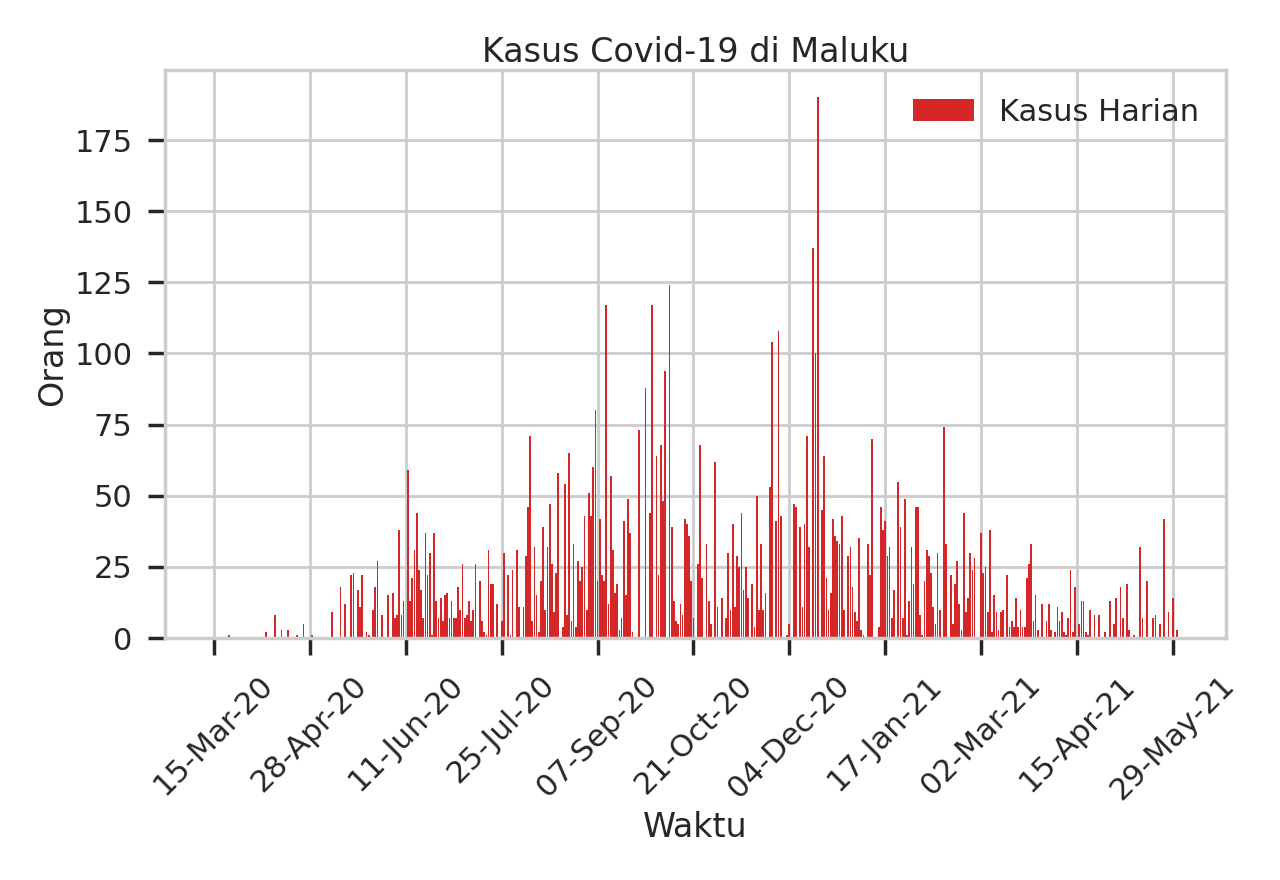 Kasus Covid-19 di Maluku
Kasus Harian
175
150
125
100
75
50
25
0
Orang
15-Mar-20
28-Apr-20
11-Jun-20
25-Jul-20
07-Sep-20
21-Oct-20
04-Dec-20
17-Jan-21
02-Mar-21
15-Apr-21
29-May-21
Waktu